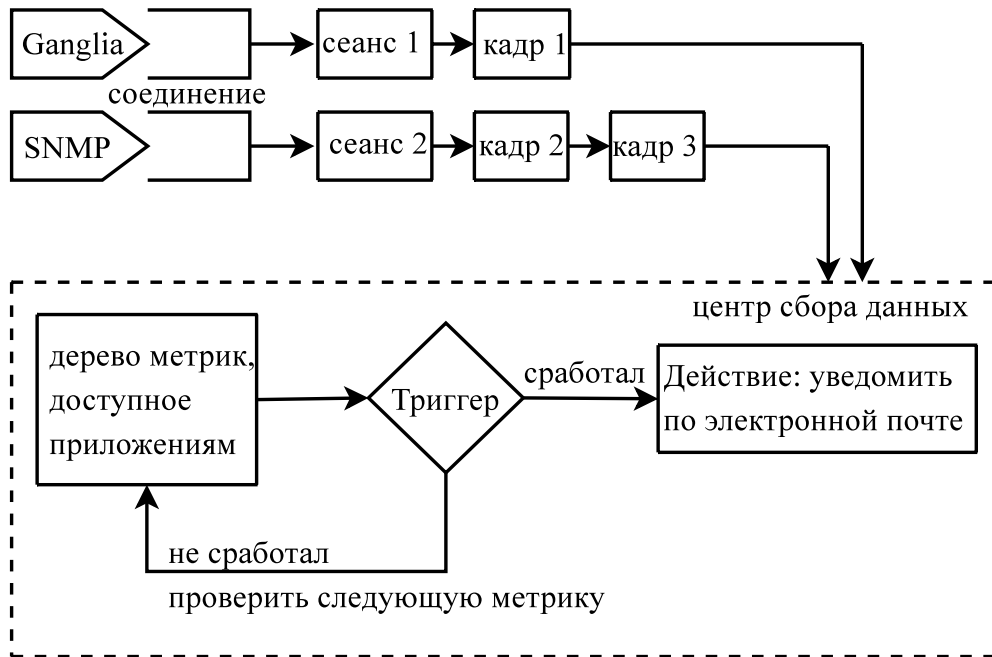 Ganglia
сеанс 1
кадр 1
соединение
SNMP
сеанс 2
кадр 2
кадр 3
центр сбора данных
дерево метрик,
доступное
приложениям
Триггер
сработал
Действие: уведомить
по электронной почте
не сработал
проверить следующую метрику